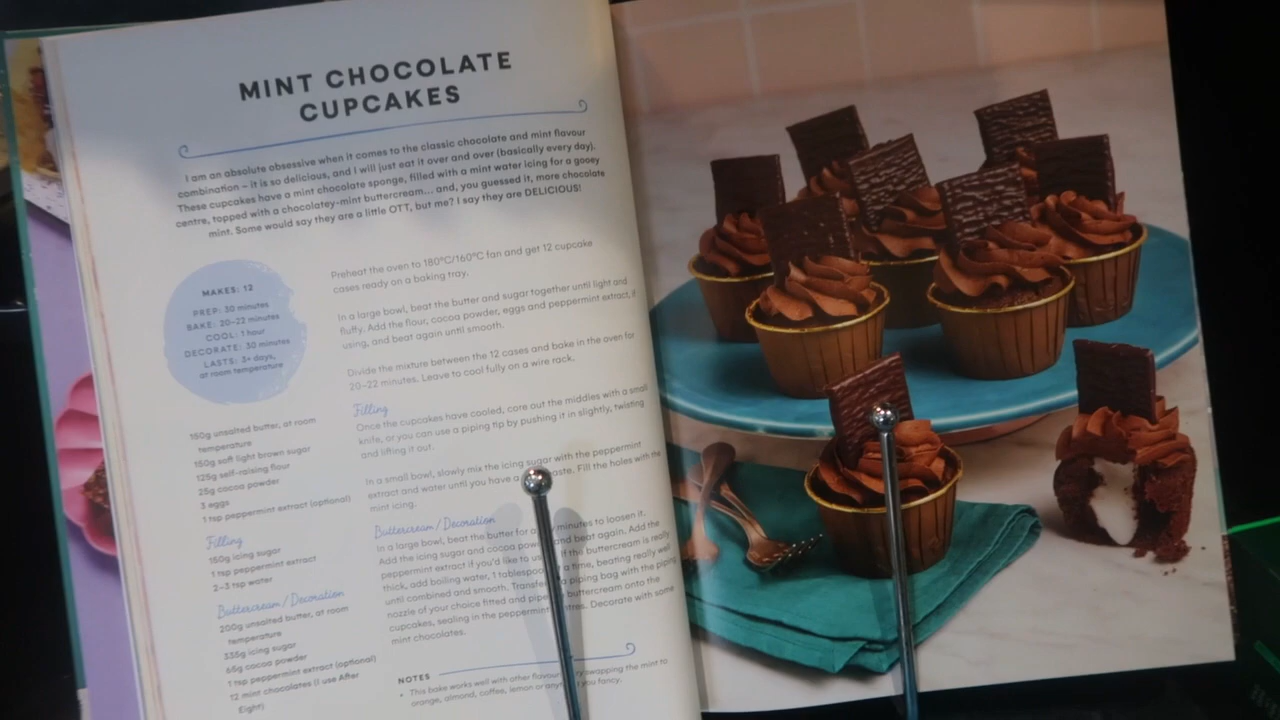 MINT CHOCOLATE
CUPCAKES
I am an absolute obsessive when it comes to the classic chocolate and mint flavour
combination – it is so delicious, and I will just eat it over and over (basically every day).
These cupcakes have a mint chocolate sponge, filled with a mint water icing for a gooey
centre, topped with a chocolatey-mint buttercream... and, you guessed it, more chocolate
mint. Some would say they are a little OTT, but me? I say they are DELICIOUS!
MAKES: 12
PREP: 30 minutes
BAKE: 20–22 minutes
COOL: 1 hour
DECORATE: 30 minutes
LASTS: 3+ days,
at room temperature
150g unsalted butter, at room
temperature
150g soft light brown sugar
125g self-raising flour
25g cocoa powder
3 eggs
1 tsp peppermint extract (optional)
Filling
150g icing sugar
1 tsp peppermint extract
2–3 tsp water
Buttercream/Decoration
200g unsalted butter, at room
temperature
335g icing sugar
65g cocoa powder
1 tsp peppermint extract (optional)
12 mint chocolates (I use After
Eight)
Preheat the oven to 180°C/160°C fan and get 12 cupcake
cases ready on a baking tray.
In a large bowl, beat the butter and sugar together until light and
fluffy. Add the flour, cocoa powder, eggs and peppermint extract, if
using, and beat again until smooth.
Divide the mixture between the 12 cases and bake in the oven for
20–22 minutes. Leave to cool fully on a wire rack.
Filling
Once the cupcakes have cooled, core out the middles with a small
knife, or you can use a piping tip by pushing it in slightly, twisting
and lifting it out.
In a small bowl, slowly mix the icing sugar with the peppermint
extract and water until you have a paste. Fill the holes with the
mint icing.
Buttercream/Decoration
In a large bowl, beat the butter for a minutes to loosen it.
Add the icing sugar and cocoa powder and beat again. Add the
peppermint extract if you'd like to If the buttercream is really
thick, add boiling water, 1 tablespoon a time, beating really well
until combined and smooth. Transfer piping bag with the piping
nozzle of your choice fitted and pipe buttercream onto the
cupcakes, sealing in the peppermint Decorate with some
mint chocolates.
NOTES
• This bake works well with other flavours swapping the mint to
orange, almond, coffee, lemon or you fancy.